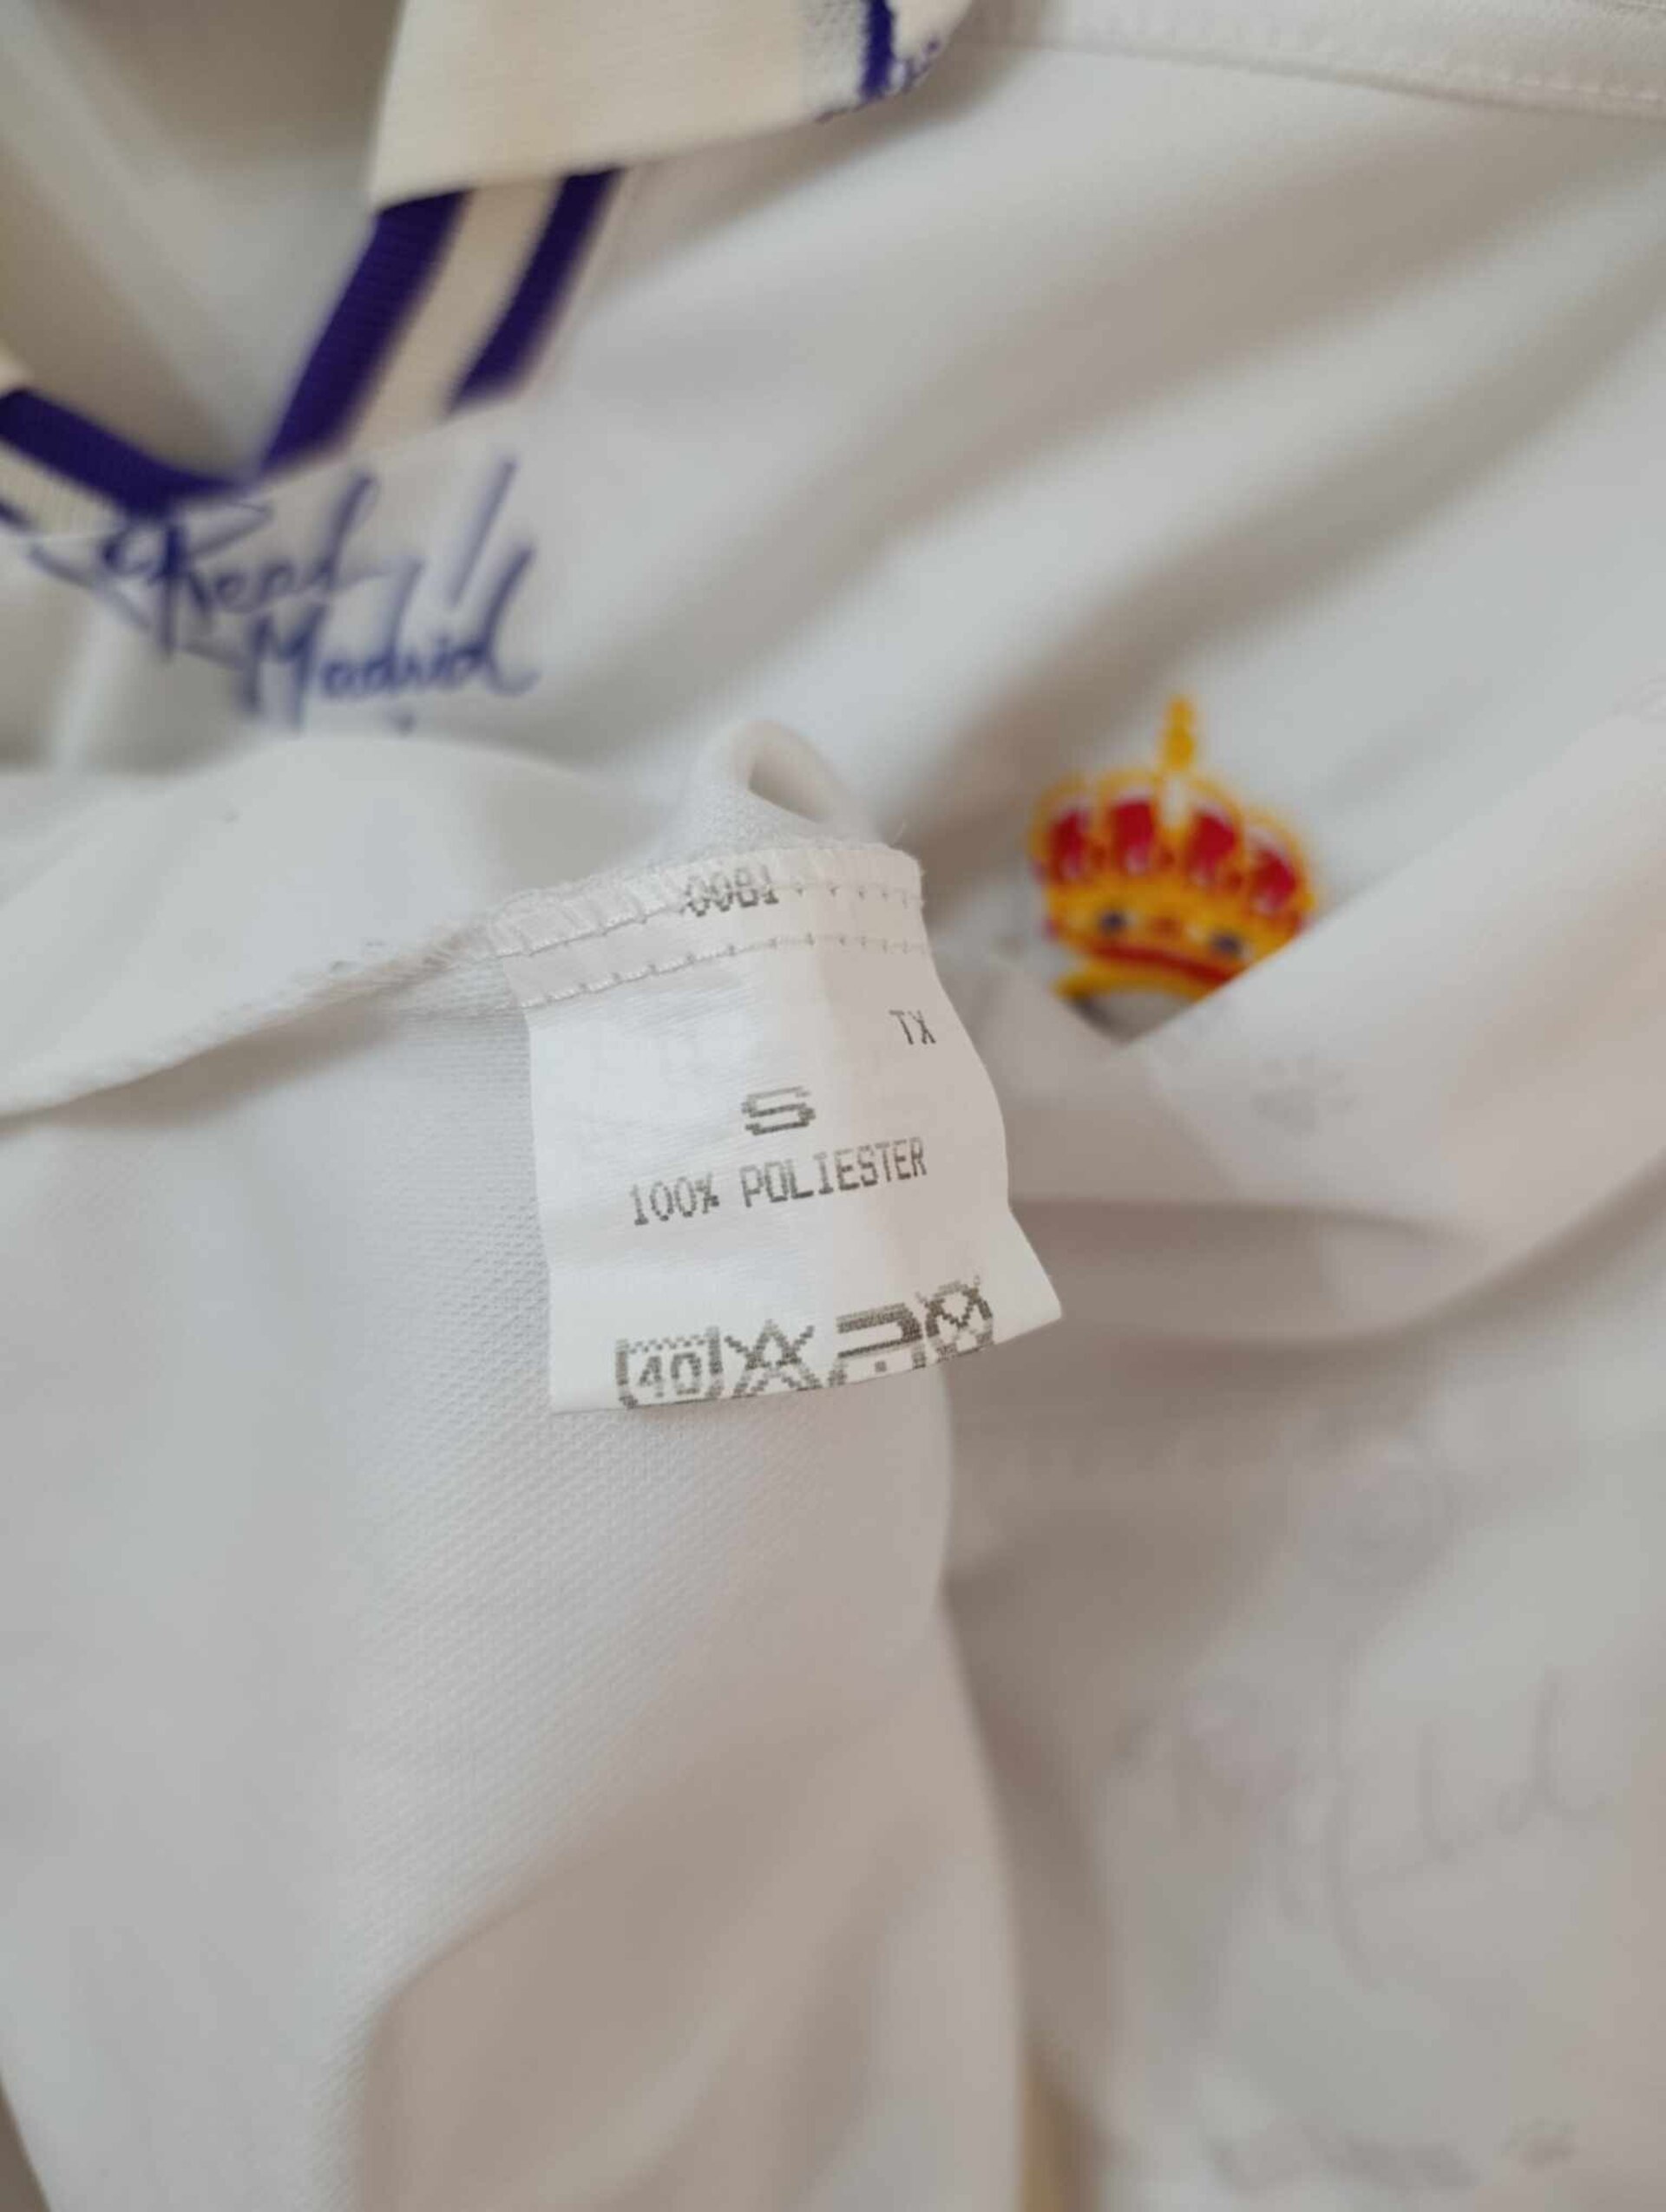 Real
Madrid
0081
TX
S
100% POLIESTER
40